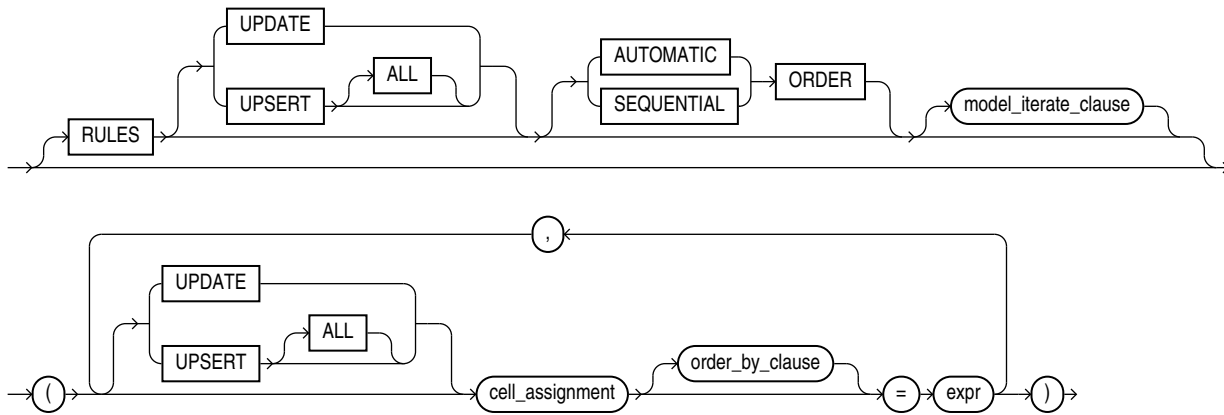 UPDATE
UPSERT ALL
AUTOMATIC
SEQUENTIAL
ORDER
RULES
model_iterate_clause
,
UPDATE
UPSERT ALL
( cell_assignment order_by_clause = expr )